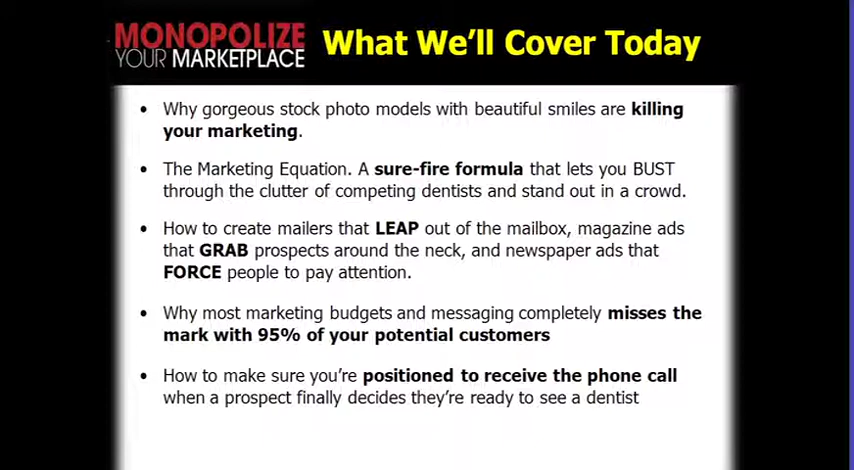 MONOPOLIZE
YOUR MARKETPLACE
What We'll Cover Today
• Why gorgeous stock photo models with beautiful smiles are killing
your marketing.
• The Marketing Equation. A sure-fire formula that lets you BUST
through the clutter of competing dentists and stand out in a crowd.
• How to create mailers that LEAP out of the mailbox, magazine ads
that GRAB prospects around the neck, and newspaper ads that
FORCE people to pay attention.
• Why most marketing budgets and messaging completely misses the
mark with 95% of your potential customers
• How to make sure you're positioned to receive the phone call
when a prospect finally decides they're ready to see a dentist